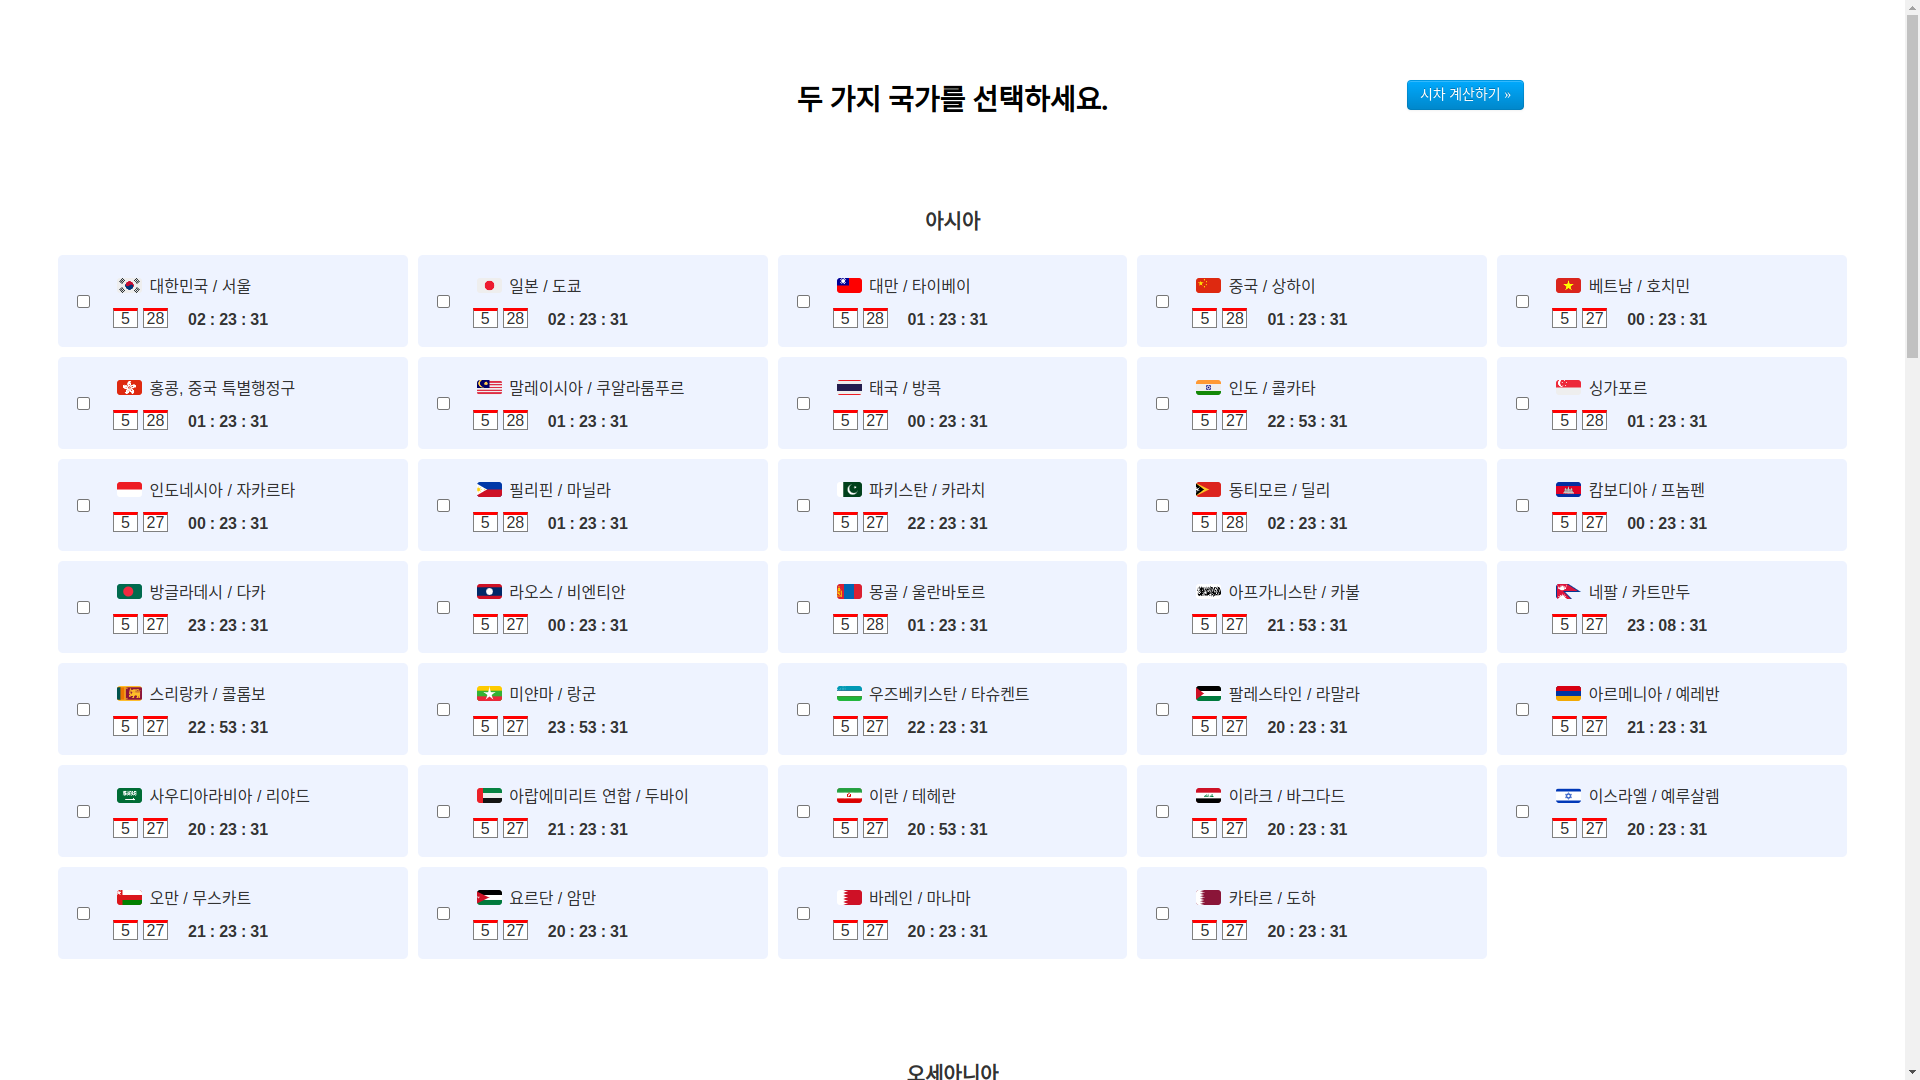 두 가지 국가를 선택하세요.
시차 계산하기 »
아시아
대한민국 / 서울
5 28 02 : 23 : 31
일본 / 도쿄
5 28 02 : 23 : 31
대만 / 타이베이
5 28 01 : 23 : 31
중국 / 상하이
5 28 01 : 23 : 31
베트남 / 호치민
5 27 00 : 23 : 31
홍콩, 중국 특별행정구
5 28 01 : 23 : 31
말레이시아 / 쿠알라룸푸르
5 28 01 : 23 : 31
태국 / 방콕
5 27 00 : 23 : 31
인도 / 콜카타
5 27 22 : 53 : 31
싱가포르
5 28 01 : 23 : 31
인도네시아 / 자카르타
5 27 00 : 23 : 31
필리핀 / 마닐라
5 28 01 : 23 : 31
파키스탄 / 카라치
5 27 22 : 23 : 31
동티모르 / 딜리
5 28 02 : 23 : 31
캄보디아 / 프놈펜
5 27 00 : 23 : 31
방글라데시 / 다카
5 27 23 : 23 : 31
라오스 / 비엔티안
5 27 00 : 23 : 31
몽골 / 울란바토르
5 28 01 : 23 : 31
아프가니스탄 / 카불
5 27 21 : 53 : 31
네팔 / 카트만두
5 27 23 : 08 : 31
스리랑카 / 콜롬보
5 27 22 : 53 : 31
미얀마 / 랑군
5 27 23 : 53 : 31
우즈베키스탄 / 타슈켄트
5 27 22 : 23 : 31
팔레스타인 / 라말라
5 27 20 : 23 : 31
아르메니아 / 예레반
5 27 21 : 23 : 31
사우디아라비아 / 리야드
5 27 20 : 23 : 31
아랍에미리트 연합 / 두바이
5 27 21 : 23 : 31
이란 / 테헤란
5 27 20 : 53 : 31
이라크 / 바그다드
5 27 20 : 23 : 31
이스라엘 / 예루살렘
5 27 20 : 23 : 31
오만 / 무스카트
5 27 21 : 23 : 31
요르단 / 암만
5 27 20 : 23 : 31
바레인 / 마나마
5 27 20 : 23 : 31
카타르 / 도하
5 27 20 : 23 : 31
오세아니아